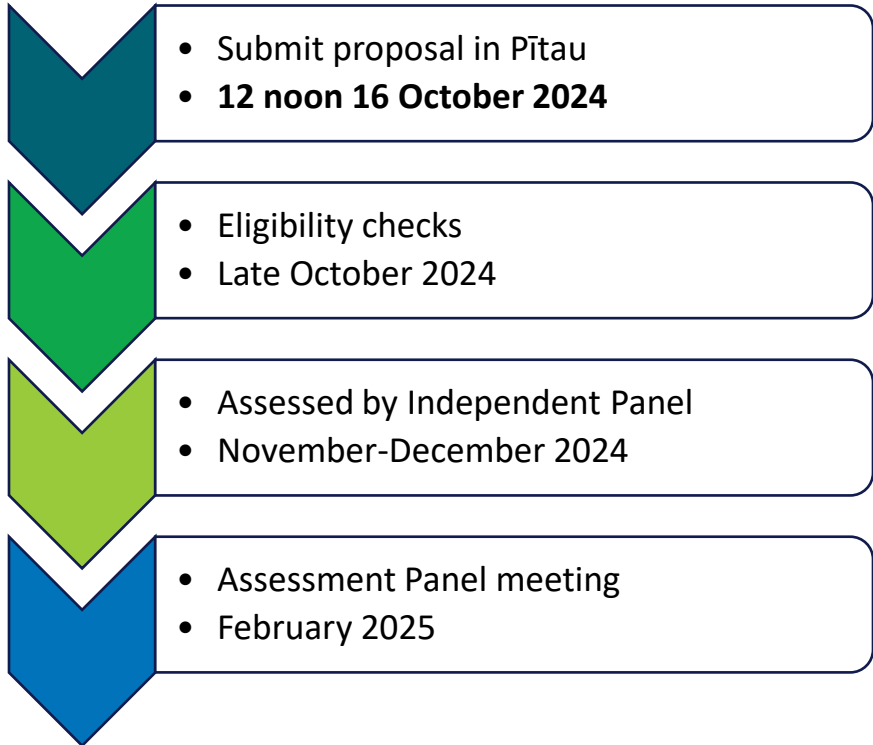 • Submit proposal in Pītau
• 12 noon 16 October 2024
• Eligibility checks
• Late October 2024
• Assessed by Independent Panel
• November-December 2024
• Assessment Panel meeting
• February 2025